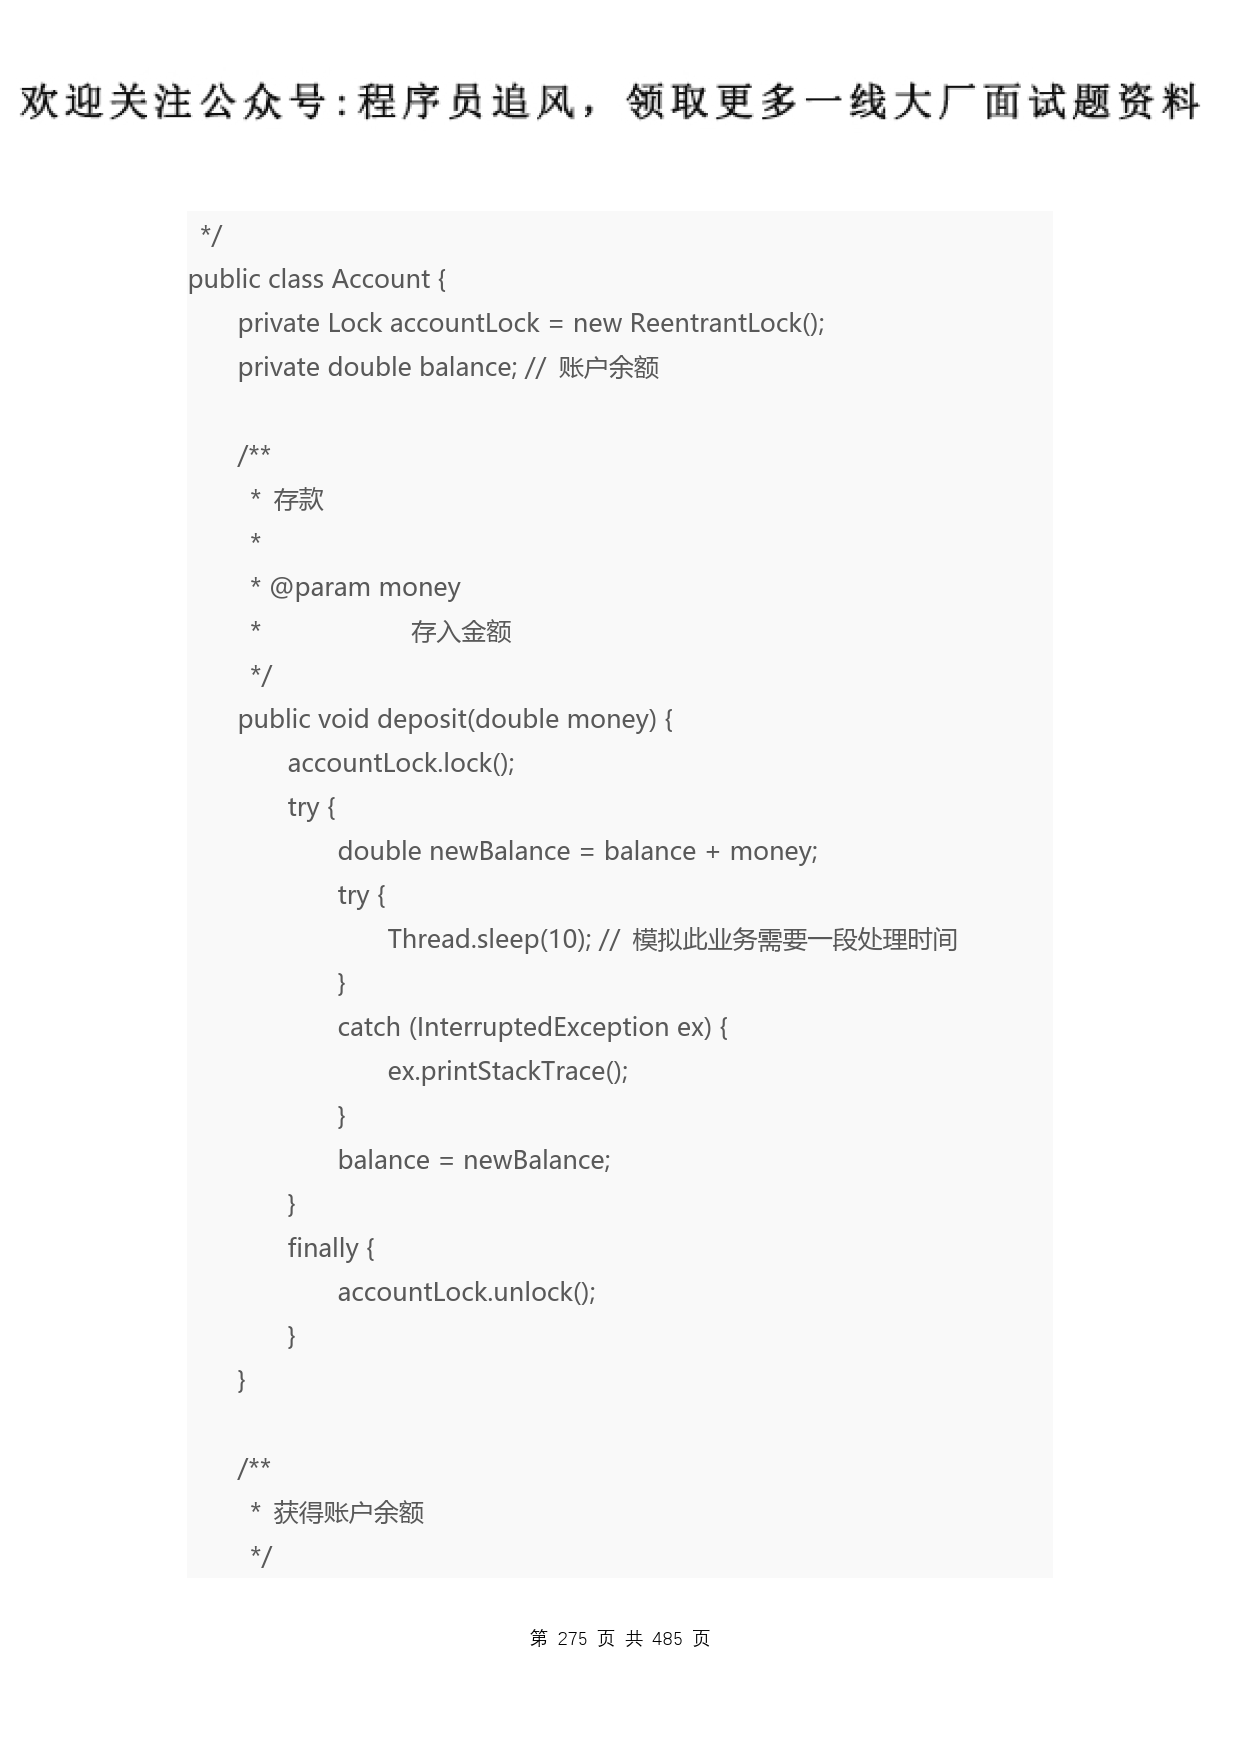 欢迎关注公众号:程序员追风，领取更多一线大厂面试题资料
*/
public class Account {
private Lock accountLock = new ReentrantLock();
private double balance; // 账户余额
/**
* 存款
*
* @param money
* 存入金额
*/
public void deposit(double money) {
accountLock.lock();
try {
double newBalance = balance + money;
try {
Thread.sleep(10); // 模拟此业务需要一段处理时间
}
catch (InterruptedException ex) {
ex.printStackTrace();
}
balance = newBalance;
}
finally {
accountLock.unlock();
}
}
/**
* 获得账户余额
*/
第 275 页 共 485 页